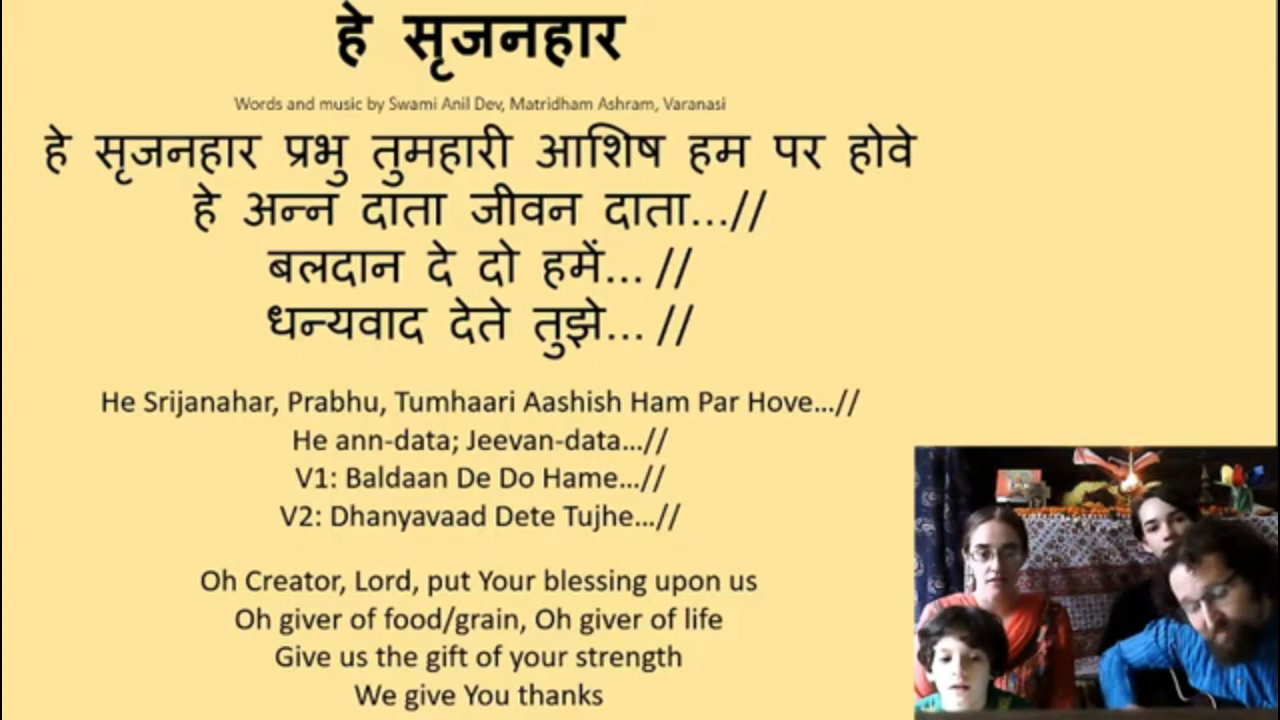 हे सृजनहार
Words and music by Swami Anil Dev, Matridham Ashram, Varanasi
हे सृजनहार प्रभु तुमहारी आशिष हम पर होवे
हे अन्न दाता जीवन दाता...//
बलदान दे दो हमें... //
धन्यवाद देते तुझे... //
He Srijanahar, Prabhu, Tumhaari Aashish Ham Par Hove...//
He ann-data; Jeevan-data...//
V1: Baldaan De Do Hame...//
V2: Dhanyavaad Dete Tujhe...//
Oh Creator, Lord, put Your blessing upon us
Oh giver of food/grain, Oh giver of life
Give us the gift of your strength
We give You thanks